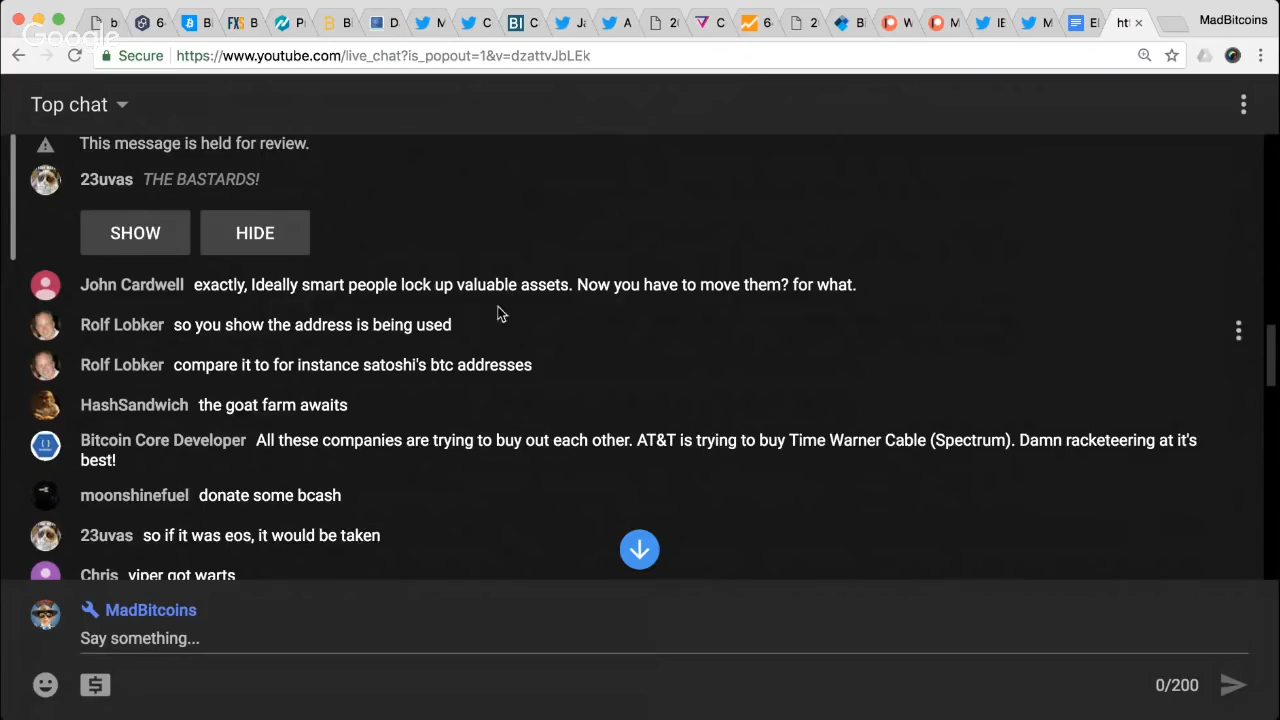 MadBitcoins
Google
Secure https://www.youtube.com/live_chat?is_popout=1&v=dzattvJbLEk
Top chat
This message is held for review.
23uvas THE BASTARDS!
SHOW HIDE
John Cardwell exactly, Ideally smart people lock up valuable assets. Now you have to move them? for what.
Rolf Lobker so you show the address is being used
Rolf Lobker compare it to for instance satoshi's btc addresses
HashSandwich the goat farm awaits
Bitcoin Core Developer All these companies are trying to buy out each other. AT&T is trying to buy Time Warner Cable (Spectrum). Damn racketeering at it's
best!
moonshinefuel donate some bcash
23uvas so if it was eos, it would be taken
Chris viper got warts
MadBitcoins
Say something...
0/200